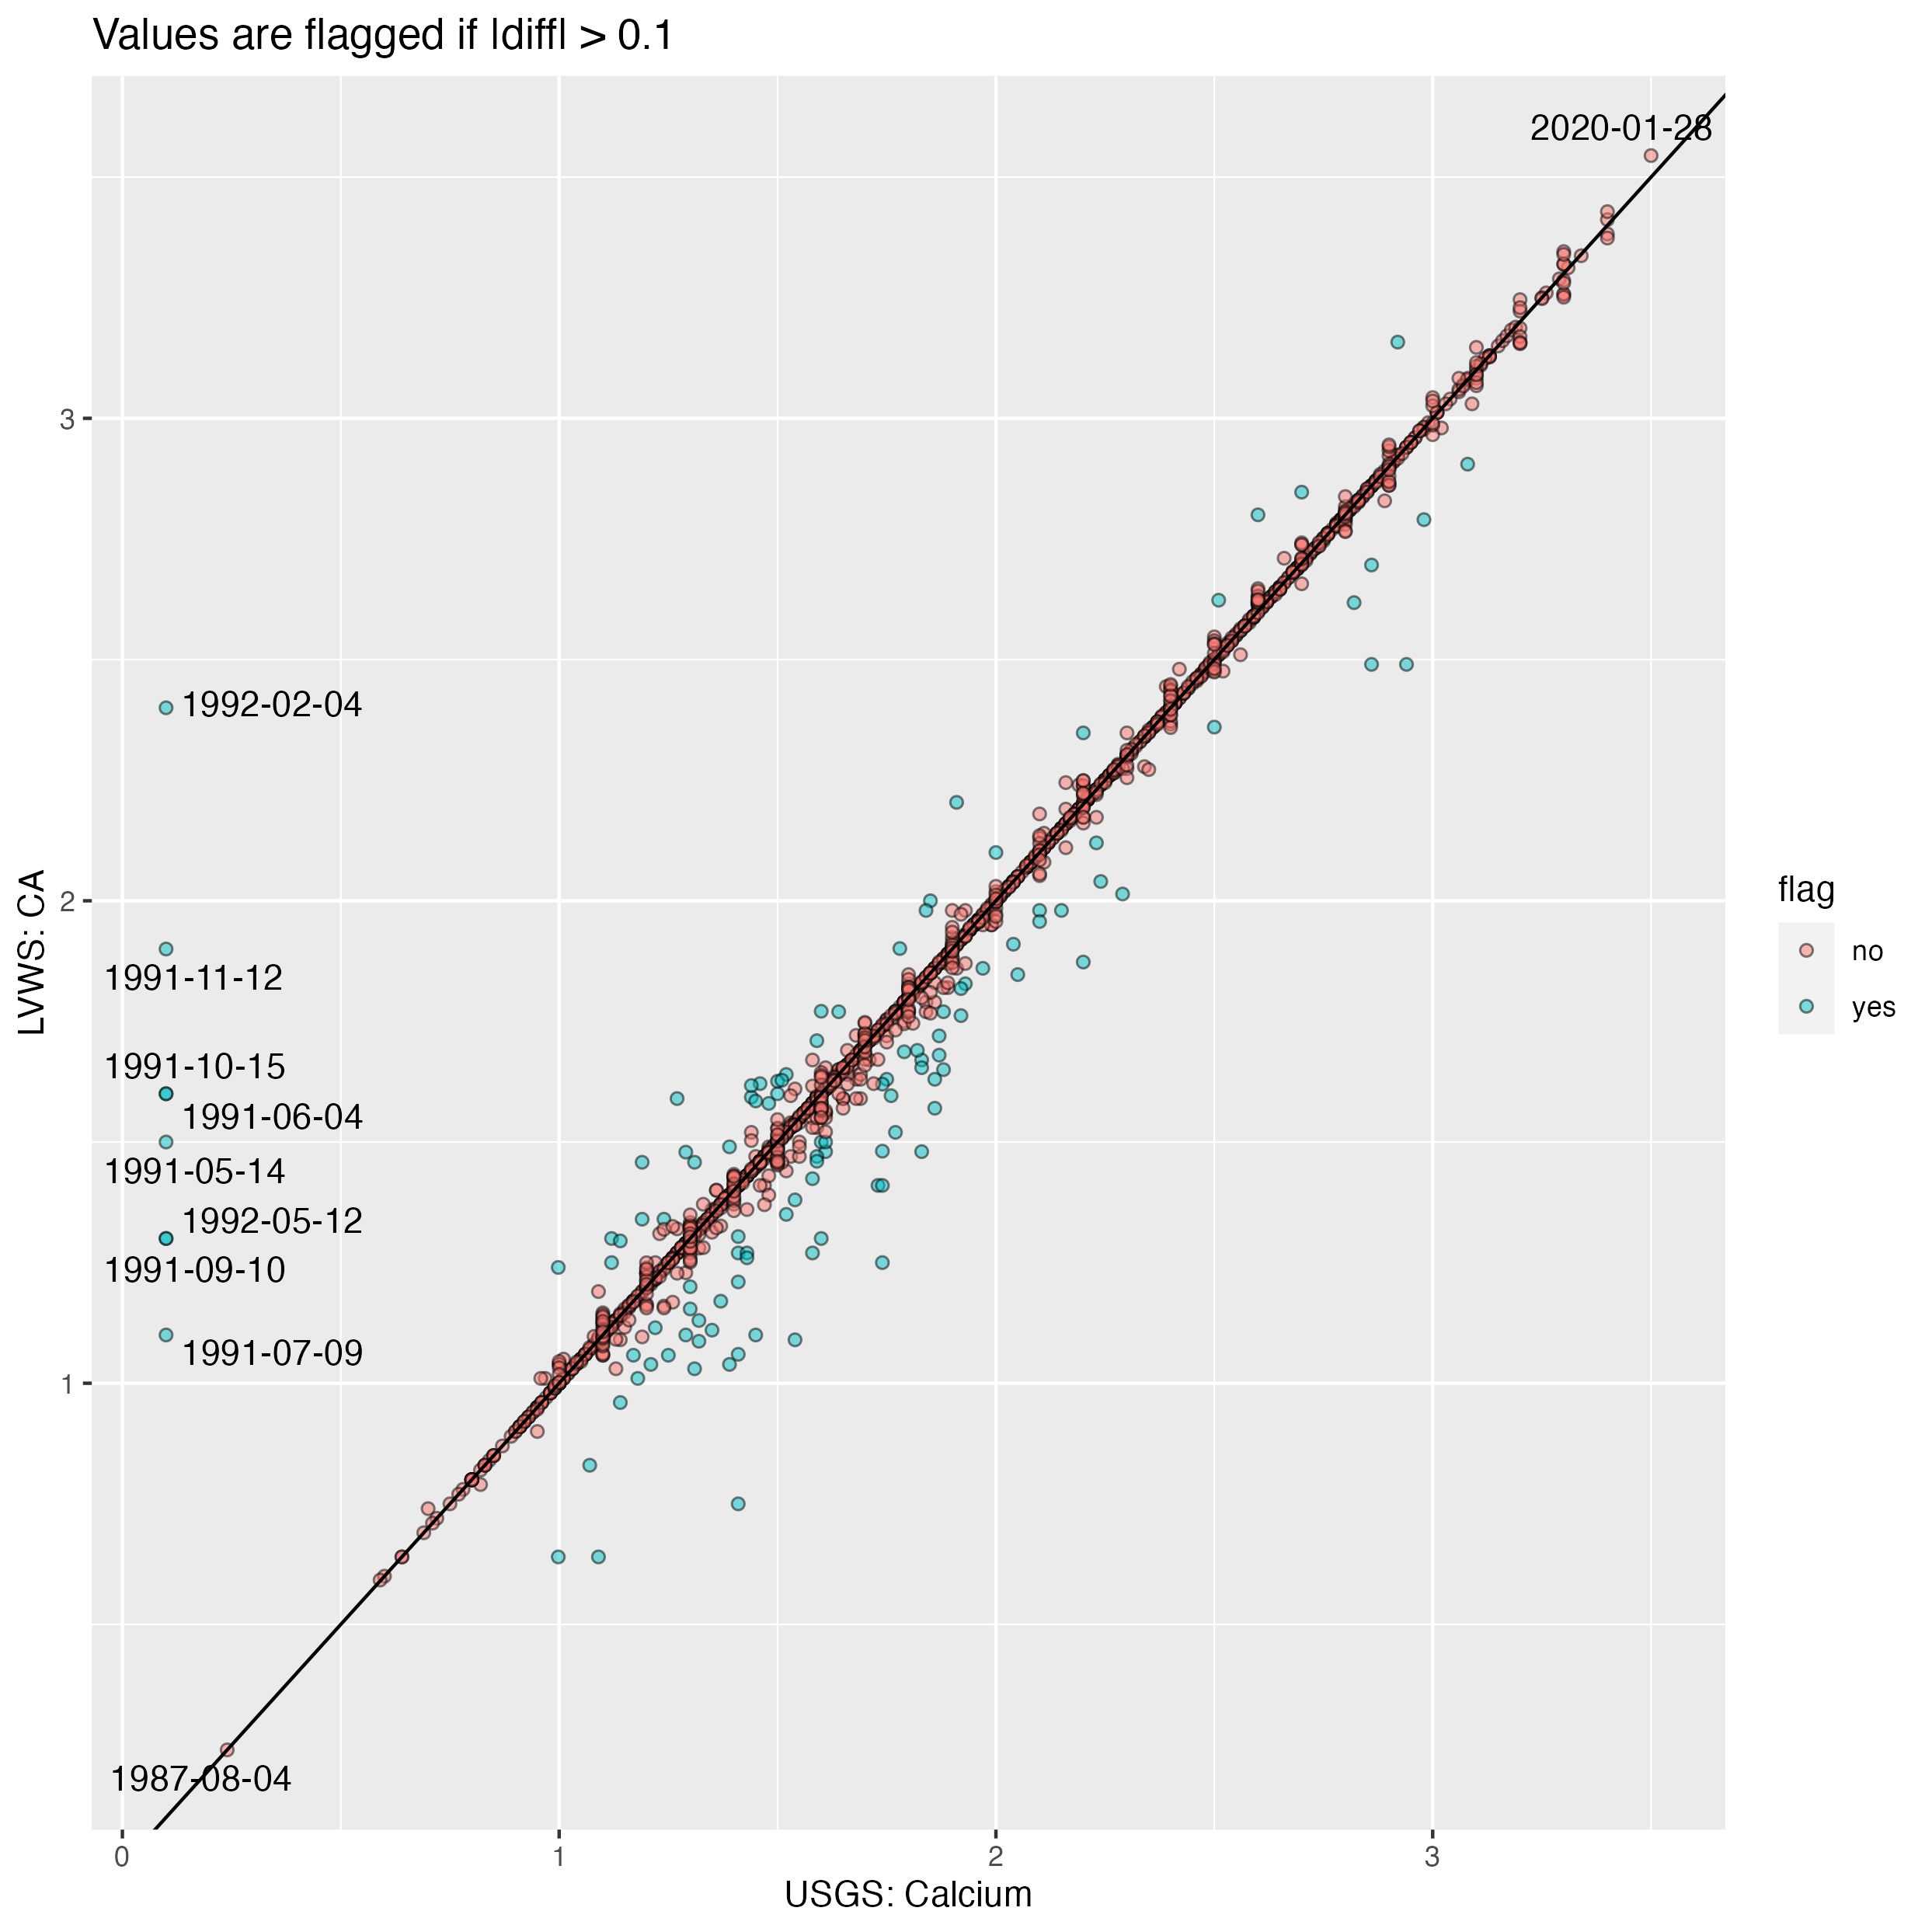 Values are flagged if |diff| > 0.1
2020-01-28
3
1992-02-04
2
1991-11-12
1991-10-15
1991-06-04
1991-05-14
1992-05-12
1991-09-10
1991-07-09
1
1987-08-04
0 1 2 3
USGS: Calcium
LVWS: CA
flag
no
yes